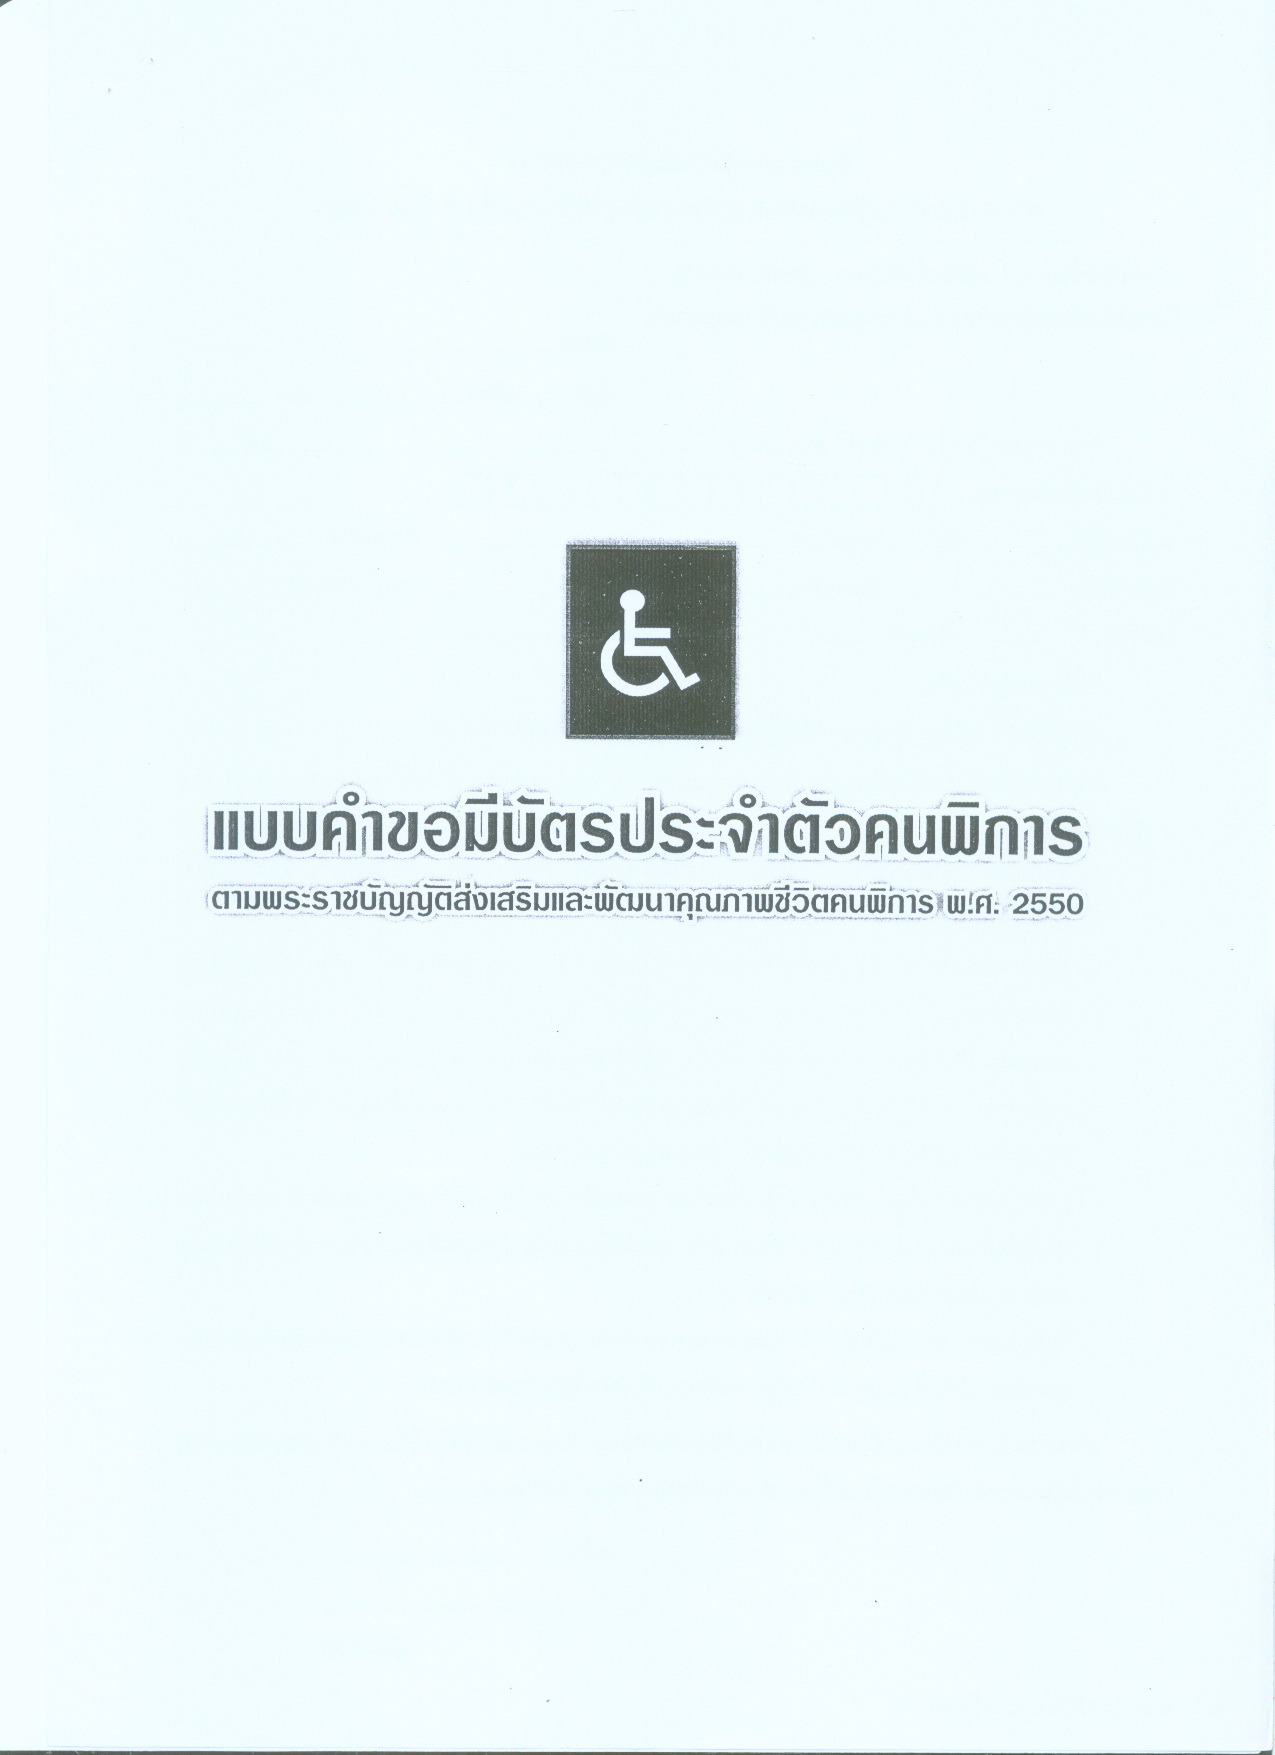 แบบคำขอมีบัตรประจำตัวคนพิการ
ตามพระราชบัญญัติส่งเสริมและพัฒนาคุณภาพชีวิตคนพิการ พ.ศ. 2550